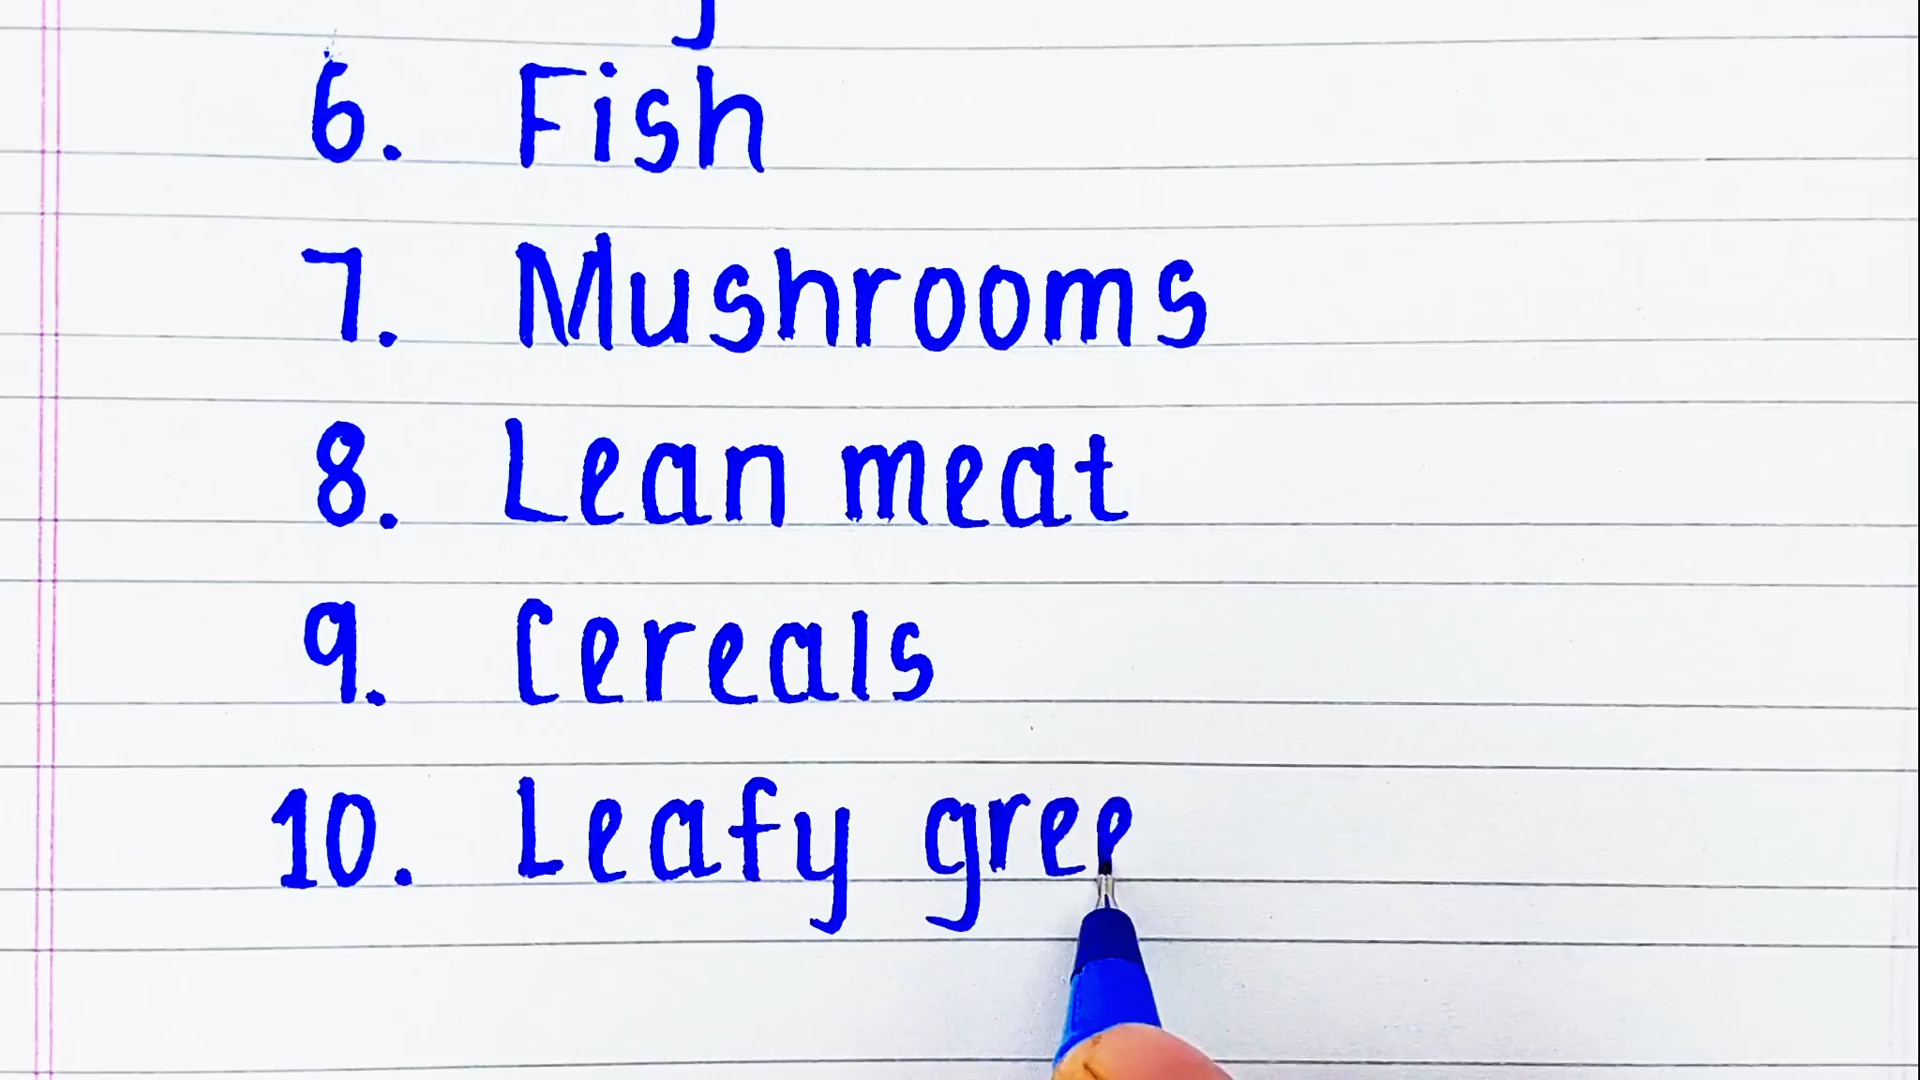 6. Fish
7. Mushrooms
8. Lean meat
9. Cereals
10. Leafy gree